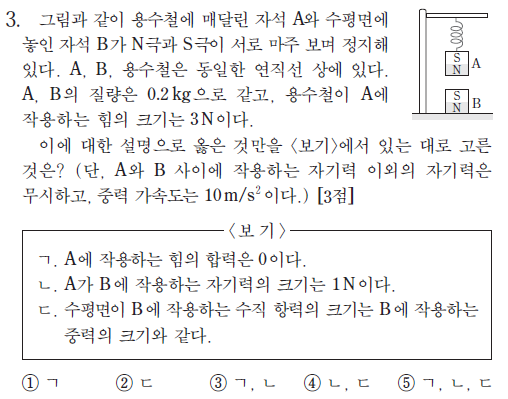 3. 그림과 같이 용수철에 매달린 자석 A와 수평면에
놓인 자석 B가 N극과 S극이 서로 마주 보며 정지해
있다. A, B, 용수철은 동일한 연직선 상에 있다.
A, B의 질량은 0.2kg으로 같고, 용수철이 A에
작용하는 힘의 크기는 3N이다.
S
N
A
S
N
B
이에 대한 설명으로 옳은 것만을 <보기>에서 있는 대로 고른
것은? (단, A와 B 사이에 작용하는 자기력 이외의 자기력은
무시하고, 중력 가속도는 10m/s²이다.) [3점]
<보 기>
ㄱ. A에 작용하는 힘의 합력은 0이다.
ㄴ. A가 B에 작용하는 자기력의 크기는 1N이다.
ㄷ. 수평면이 B에 작용하는 수직 항력의 크기는 B에 작용하는
중력의 크기와 같다.
① ㄱ ② ㄷ ③ ㄱ, ㄴ ④ ㄴ, ㄷ ⑤ ㄱ, ㄴ, ㄷ